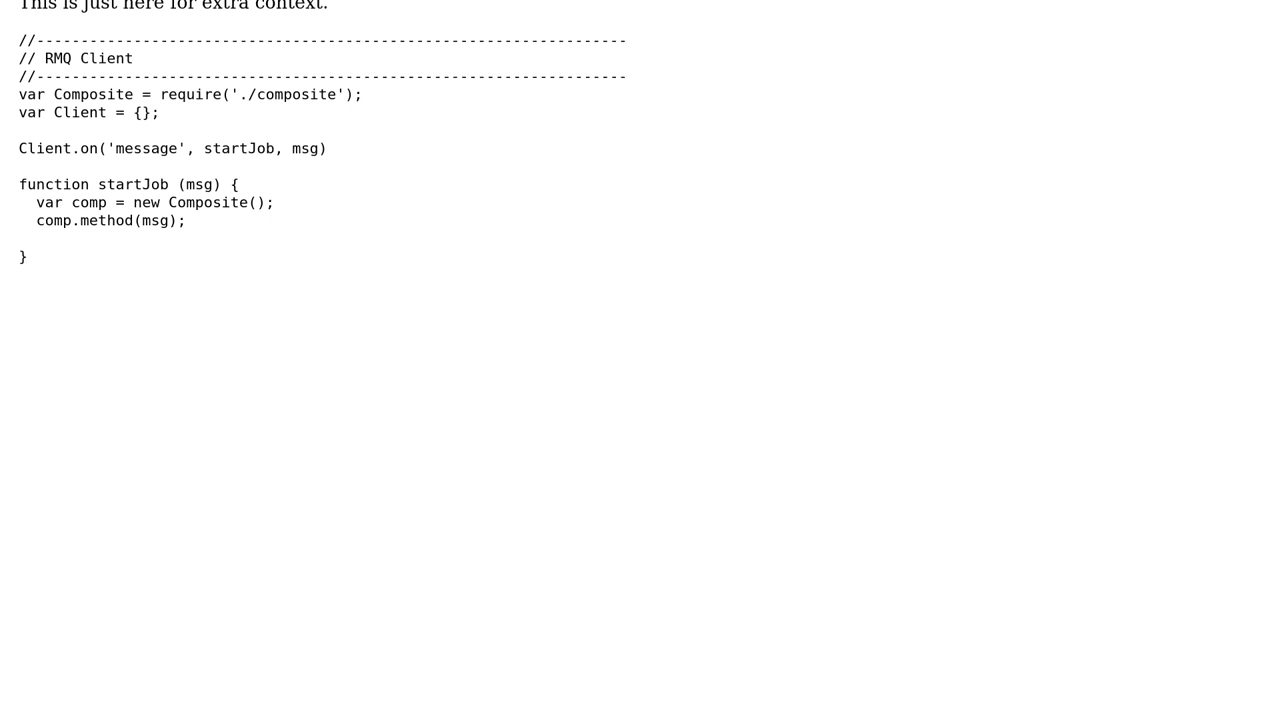 This is just here for extra context.
//-------------------------------------------------------------------
// RMQ Client
//-------------------------------------------------------------------
var Composite = require('./composite');
var Client = {};
Client.on('message', startJob, msg)
function startJob (msg) {
  var comp = new Composite();
  comp.method(msg);
}